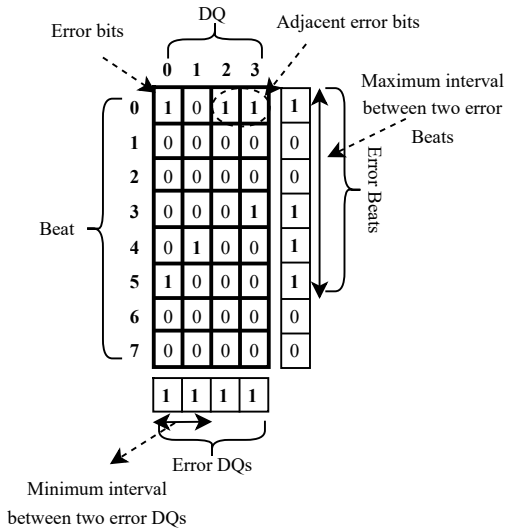 DQ
Error bits
Adjacent error bits
0 1 2 3
0 1 0 1 1 1
1 0 0 0 0 0
2 0 0 0 0 0
3 0 0 0 1 1
4 0 1 0 0 1
5 1 0 0 0 1
6 0 0 0 0 0
7 0 0 0 0 0
Beat
Maximum interval
between two error
Beats
Error Beats
1 1 1 1
Error DQs
Minimum interval
between two error DQs